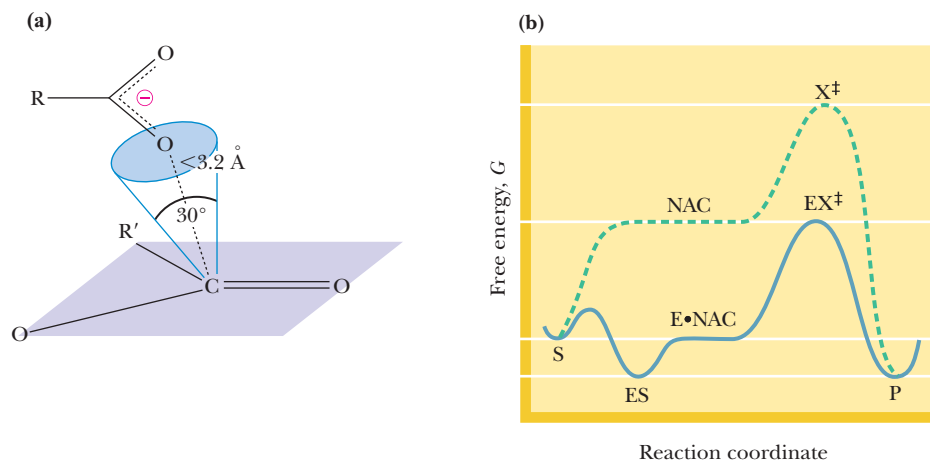 (a)
O
R
⊖
O
<3.2 Å
30°
R′
C
O
O
(b)
X‡
NAC
EX‡
Free energy, G
E•NAC
S
ES
P
Reaction coordinate